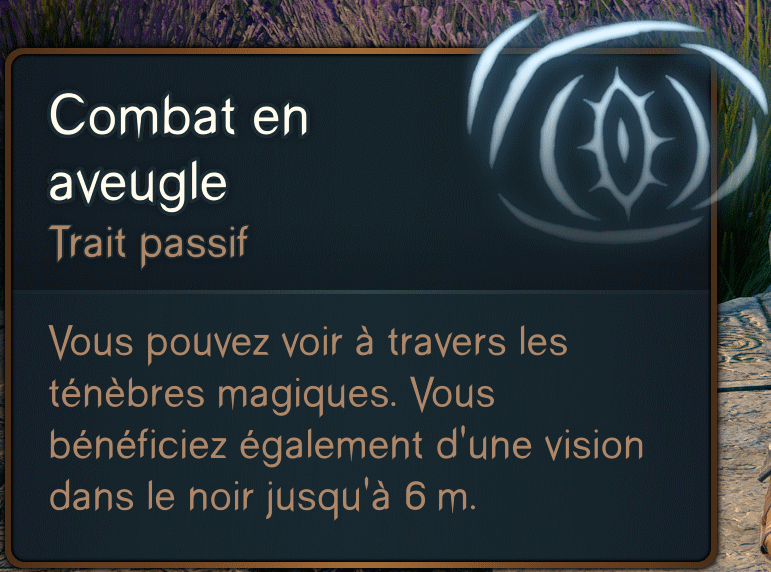 Combat en
aveugle
Trait passif
Vous pouvez voir à travers les
ténèbres magiques. Vous
bénéficiez également d'une vision
dans le noir jusqu'à 6 m.